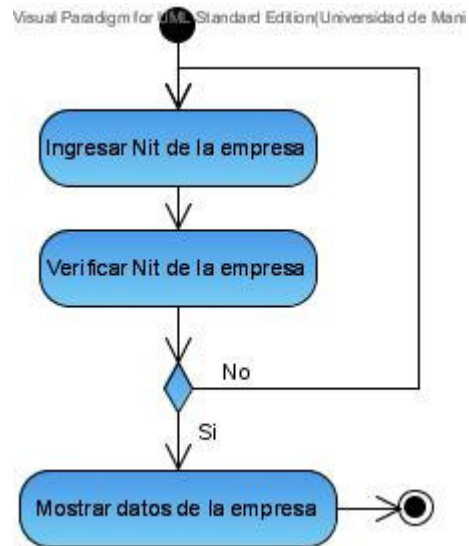 Visual Paradigm for UML Standard Edition(Universidad de Mani
Ingresar Nit de la empresa
Verificar Nit de la empresa
No
Si
Mostrar datos de la empresa